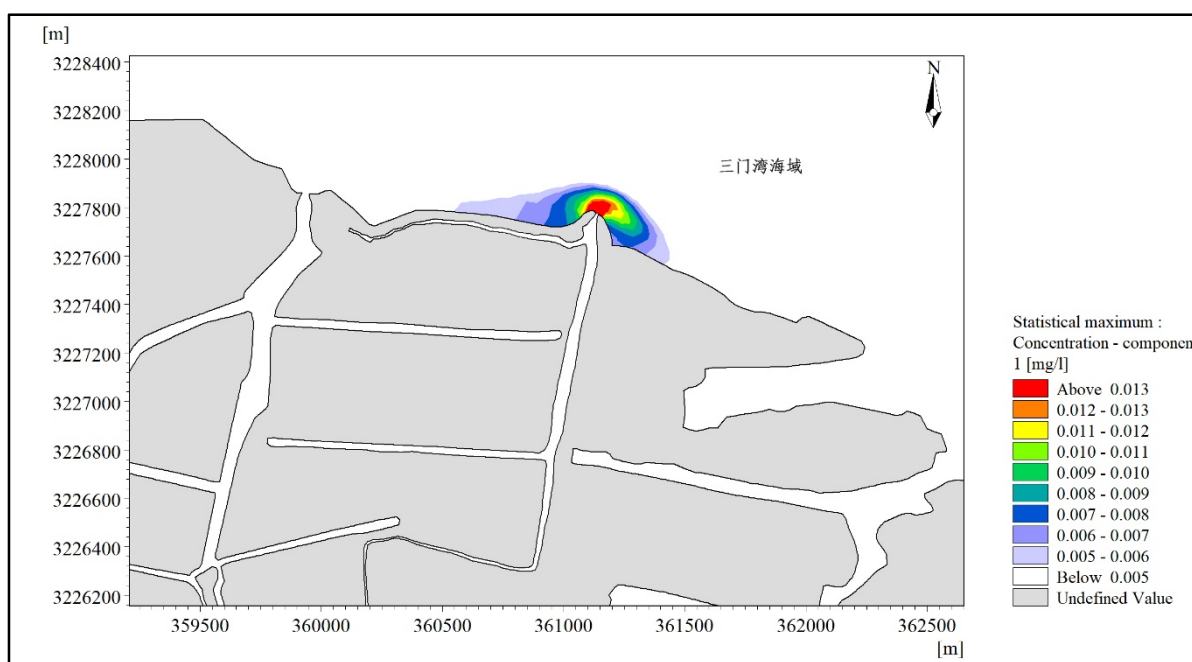 [m]
3228400
3228200
3228000
3227800
3227600
3227400
3227200
3227000
3226800
3226600
3226400
3226200
N
三门湾海域
359500 360000 360500 361000 361500 362000 362500
[m]
Statistical maximum :
Concentration - componen
1 [mg/l]
Above 0.013
0.012 - 0.013
0.011 - 0.012
0.010 - 0.011
0.009 - 0.010
0.008 - 0.009
0.007 - 0.008
0.006 - 0.007
0.005 - 0.006
Below 0.005
Undefined Value